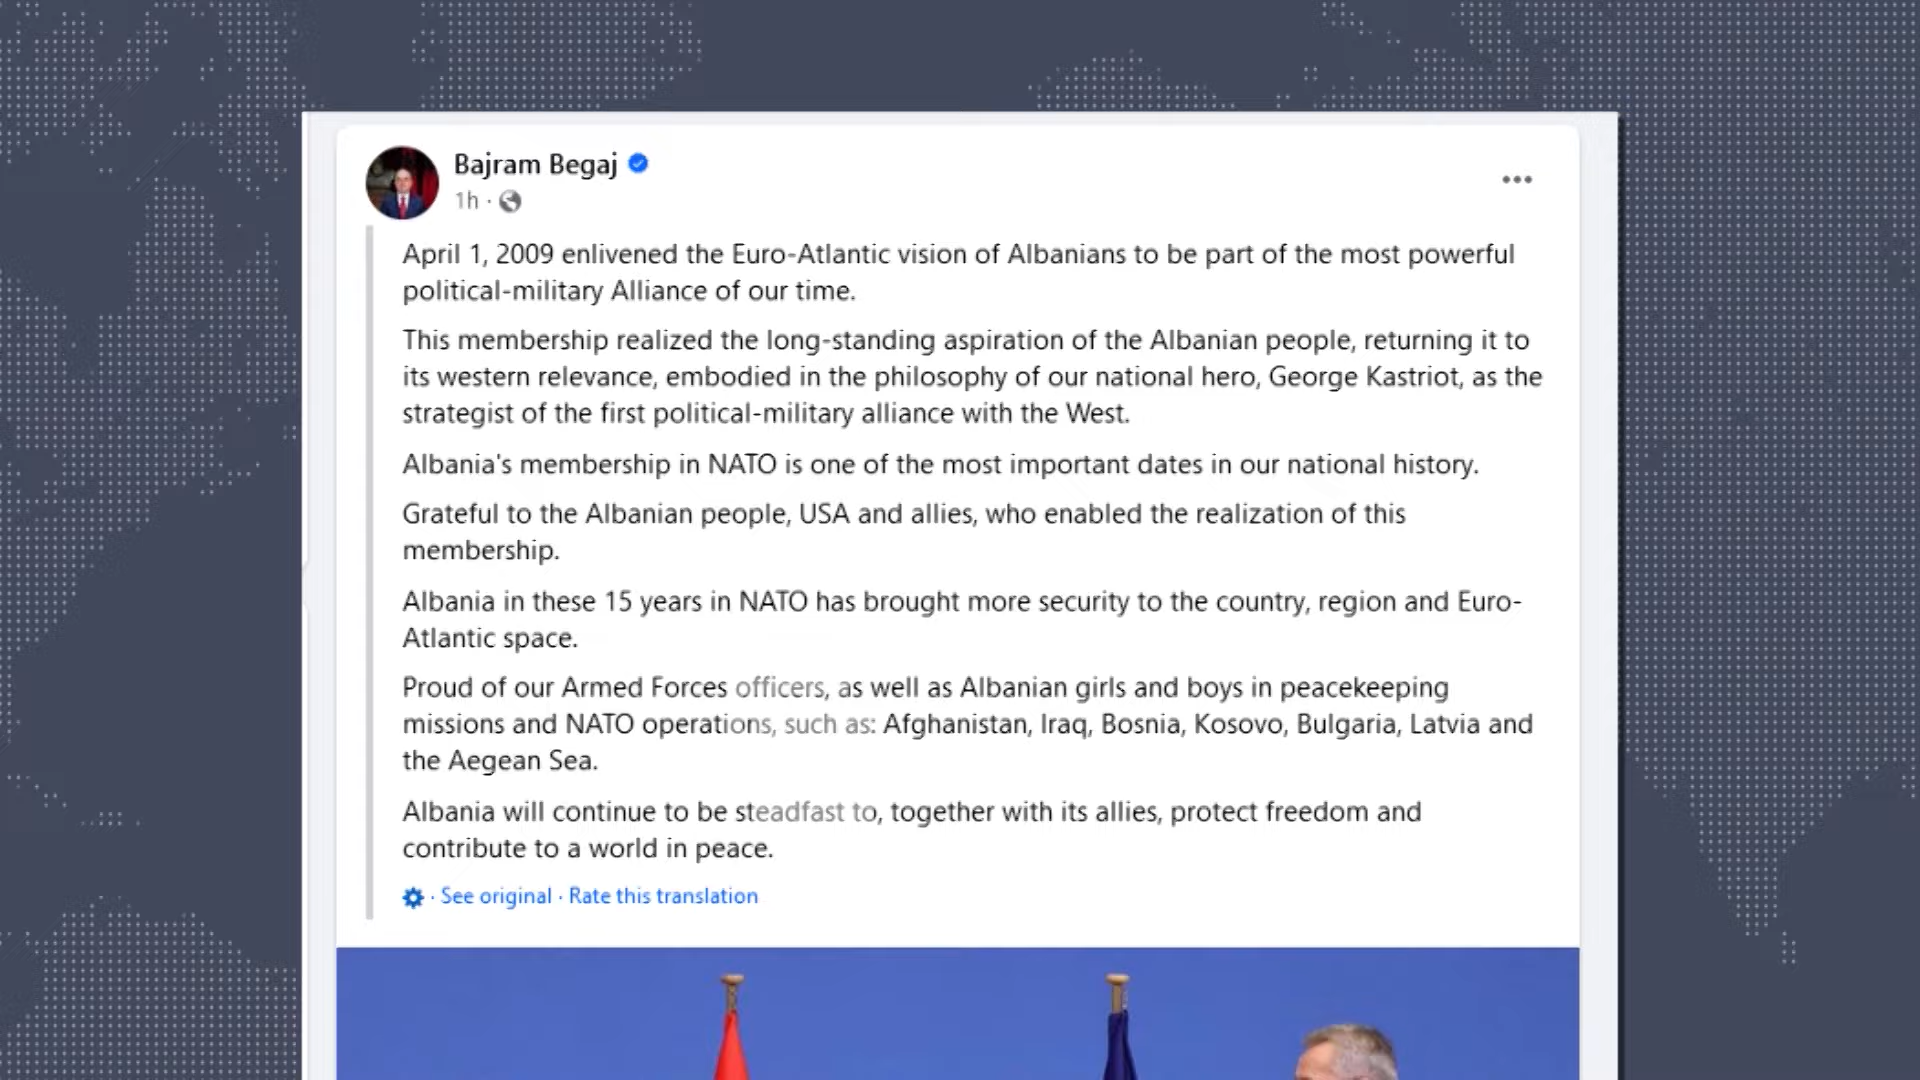 Bajram Begaj
1h ·
April 1, 2009 enlivened the Euro-Atlantic vision of Albanians to be part of the most powerful
political-military Alliance of our time.
This membership realized the long-standing aspiration of the Albanian people, returning it to
its western relevance, embodied in the philosophy of our national hero, George Kastriot, as the
strategist of the first political-military alliance with the West.
Albania's membership in NATO is one of the most important dates in our national history.
Grateful to the Albanian people, USA and allies, who enabled the realization of this
membership.
Albania in these 15 years in NATO has brought more security to the country, region and Euro-
Atlantic space.
Proud of our Armed Forces officers, as well as Albanian girls and boys in peacekeeping
missions and NATO operations, such as: Afghanistan, Iraq, Bosnia, Kosovo, Bulgaria, Latvia and
the Aegean Sea.
Albania will continue to be steadfast to, together with its allies, protect freedom and
contribute to a world in peace.
· See original · Rate this translation